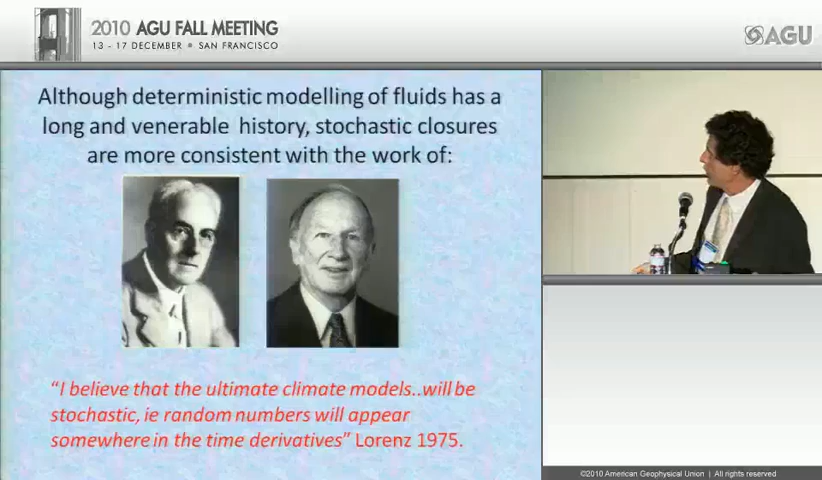 2010 AGU FALL MEETING
13 - 17 DECEMBER • SAN FRANCISCO
AGU
Although deterministic modelling of fluids has a
long and venerable history, stochastic closures
are more consistent with the work of:
“I believe that the ultimate climate models..will be
stochastic, ie random numbers will appear
somewhere in the time derivatives” Lorenz 1975.
©2010 American Geophysical Union | All rights reserved